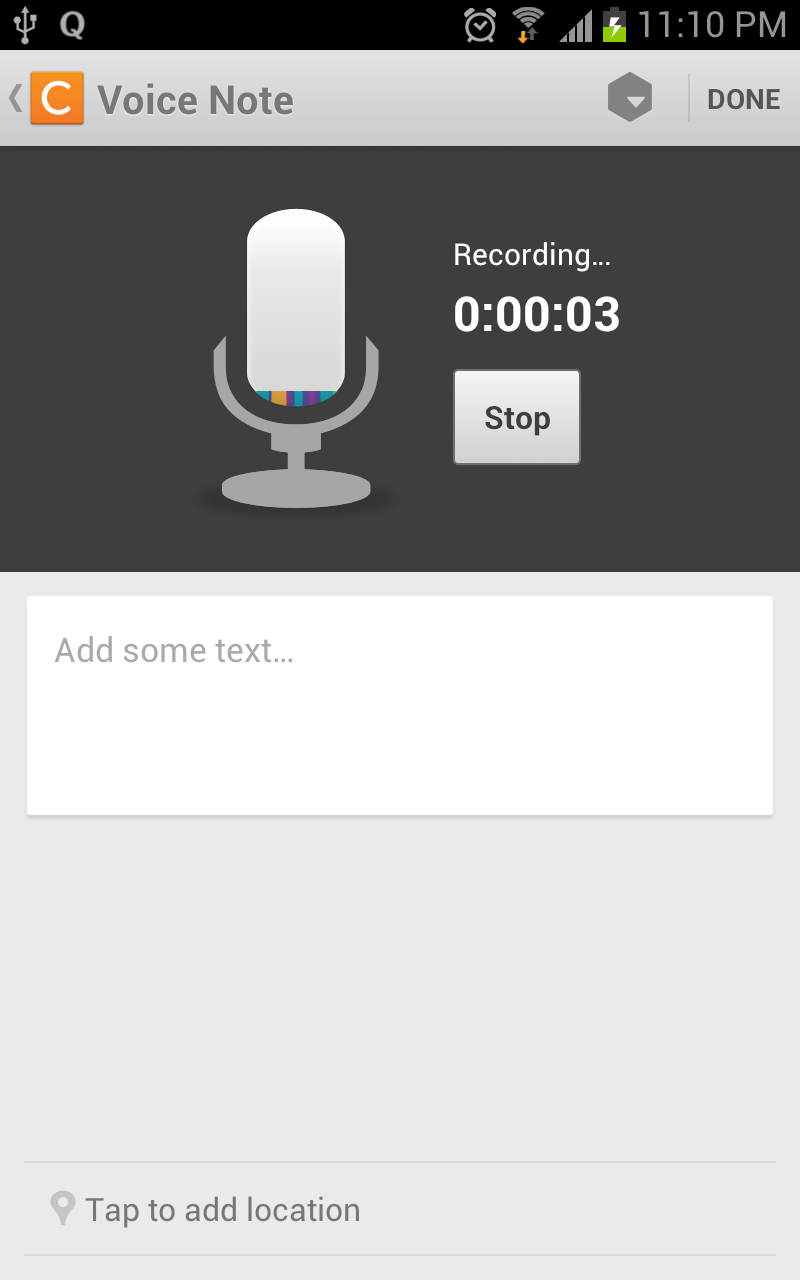 Q 11:10 PM
C Voice Note DONE
Recording...
0:00:03
Stop
Add some text...
Tap to add location